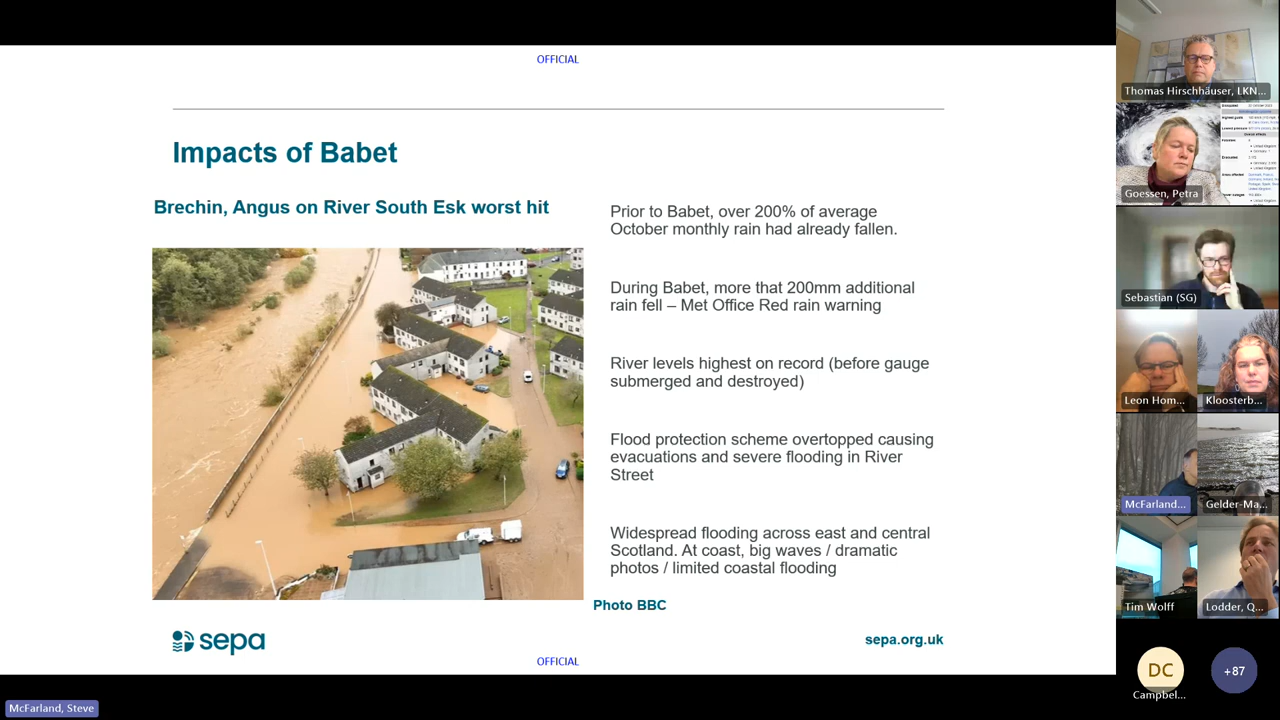 OFFICIAL
Impacts of Babet
Brechin, Angus on River South Esk worst hit
Prior to Babet, over 200% of average
October monthly rain had already fallen.
During Babet, more that 200mm additional
rain fell – Met Office Red rain warning
River levels highest on record (before gauge
submerged and destroyed)
Flood protection scheme overtopped causing
evacuations and severe flooding in River
Street
Widespread flooding across east and central
Scotland. At coast, big waves / dramatic
photos / limited coastal flooding
Photo BBC
sepa
sepa.org.uk
OFFICIAL
McFarland, Steve
Thomas Hirschhäuser, LKN...
Goessen, Petra
Sebastian (SG)
Leon Hom...
Kloosterb...
McFarland...
Gelder-Ma...
Tim Wolff
Lodder, Q...
DC
Campbel...
+87